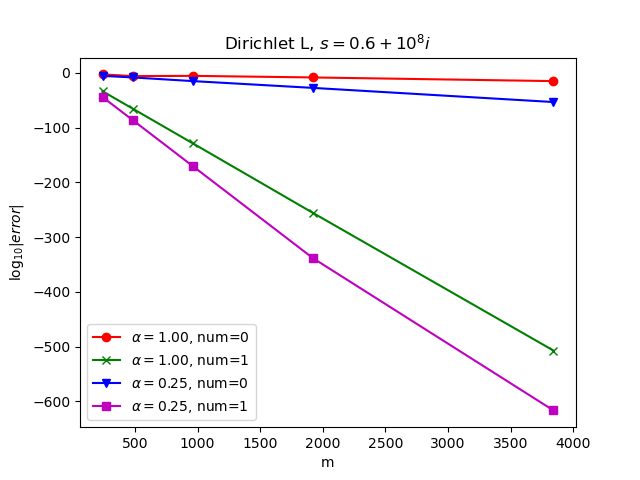 Dirichlet L, $s = 0.6 + 10^8 i$
log₁₀|error|
0
−100
−200
−300
−400
−500
−600
α = 1.00, num=0
α = 1.00, num=1
α = 0.25, num=0
α = 0.25, num=1
500
1000
1500
2000
2500
3000
3500
4000
m